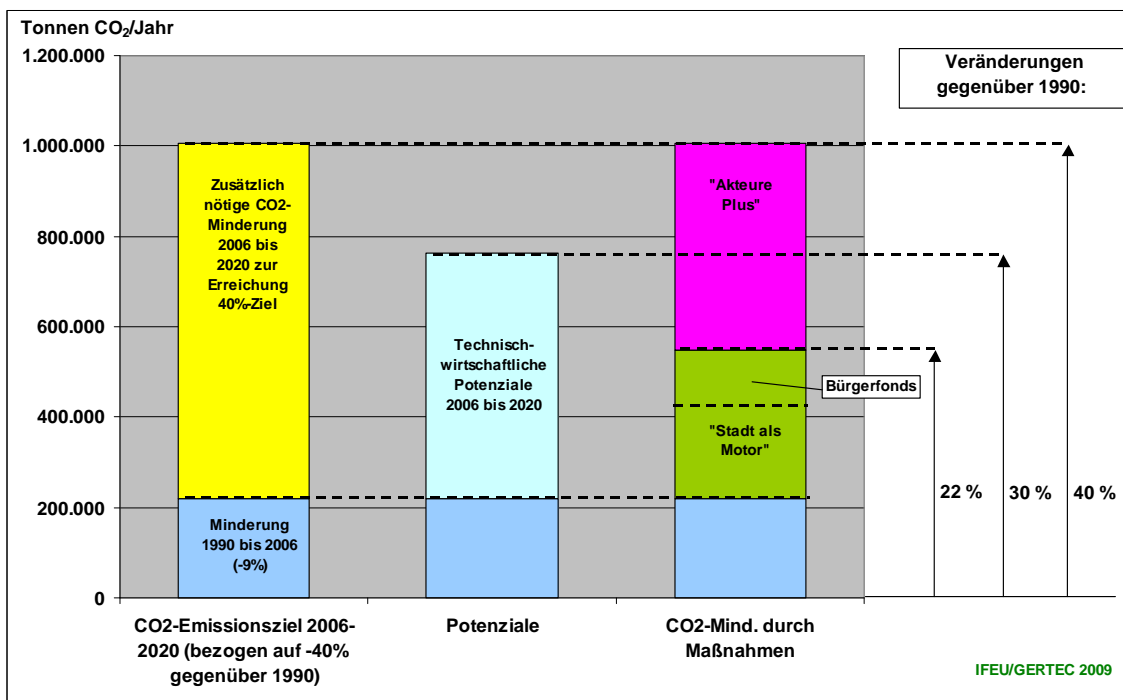 Tonnen CO₂/Jahr
1.200.000
1.000.000
800.000
600.000
400.000
200.000
0
Veränderungen
gegenüber 1990:
Zusätzlich
nötige CO2-
Minderung
2006 bis
2020 zur
Erreichung
40%-Ziel
Minderung
1990 bis 2006
(-9%)
Technisch-
wirtschaftliche
Potenziale
2006 bis 2020
"Akteure
Plus"
Bürgerfonds
"Stadt als
Motor"
22 %
30 %
40 %
CO2-Emissionsziel 2006-
2020 (bezogen auf -40%
gegenüber 1990)
Potenziale
CO2-Mind. durch
Maßnahmen
IFEU/GERTEC 2009